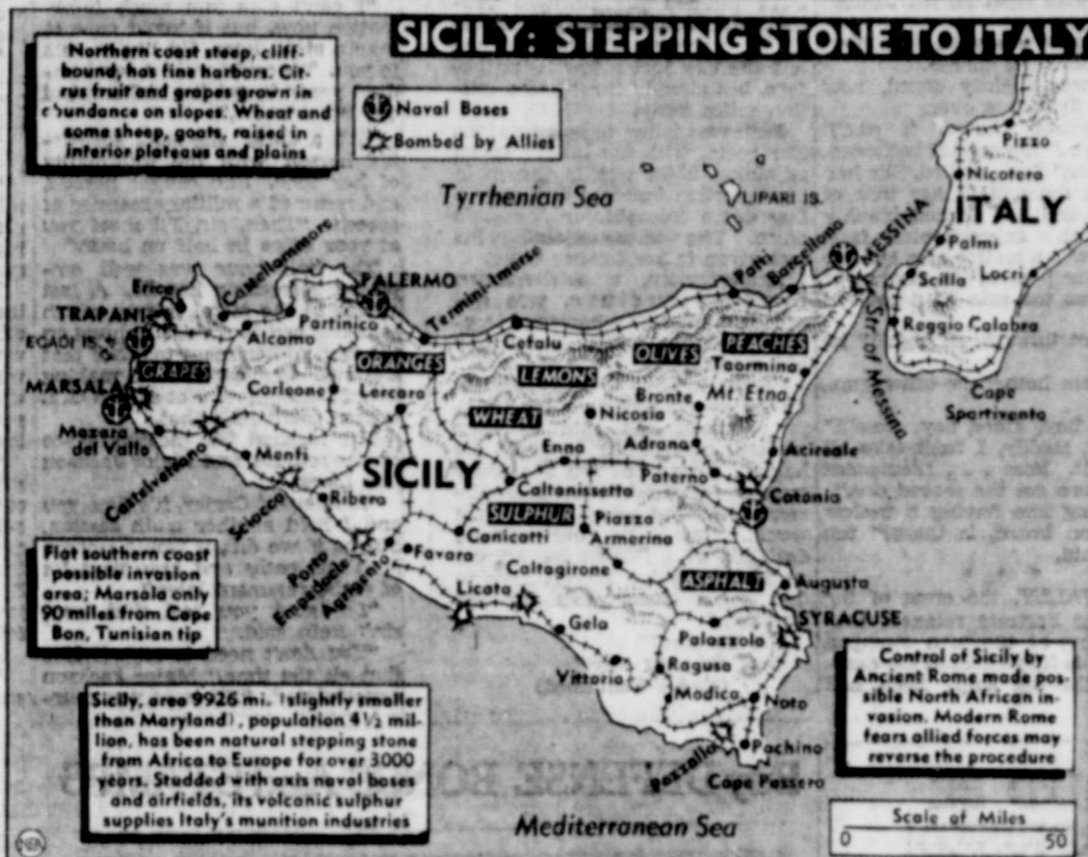 SICILY: STEPPING STONE TO ITALY
Northern coast steep, cliff-
bound, has fine harbors. Cit-
rus fruit and grapes grown in
abundance on slopes. Wheat and
some sheep, goats, raised in
interior plateaus and plains
Naval Bases
Bombed by Allies
Tyrrhenian Sea
LIPARI IS.
Pizzo
Nicotera
ITALY
Palmi
Scilla
Locri
Reggio Calabra
Cape
Spartivento
Str of Messina
MESSINA
Barcellona
Patti
Erice
Castellammare
PALERMO
Termini-Imerse
TRAPANI
Partinico
EGADI IS.
Alcamo
Cefalu
ORANGES
OLIVES
PEACHES
GRAPES
LEMONS
Taormina
MARSALA
Corleone
Lercara
Bronte
Mt. Etna
WHEAT
Nicosia
Mazara
del Vallo
Adrano
Acireale
Menfi
Enna
Paterno
Castelvetrano
SICILY
Catania
Sciacca
Ribera
Caltanissetta
SULPHUR
Piazza
Armerina
Canicatti
Porto
Empedocle
Agrigento
Favara
Caltagirone
ASPHALT
Augusta
Licata
SYRACUSE
Gela
Palazzolo
Vittoria
Ragusa
Modica
Noto
Pozzallo
Pachino
Cape Passero
Flat southern coast
possible invasion
area; Marsala only
90 miles from Cape
Bon, Tunisian tip
Sicily, area 9926 mi. (slightly smaller
than Maryland), population 4½ mil-
lion, has been natural stepping stone
from Africa to Europe for over 3000
years. Studded with axis naval bases
and airfields, its volcanic sulphur
supplies Italy's munition industries
Control of Sicily by
Ancient Rome made pos-
sible North African in-
vasion. Modern Rome
fears allied forces may
reverse the procedure
Mediterranean Sea
Scale of Miles
0 50
NEA